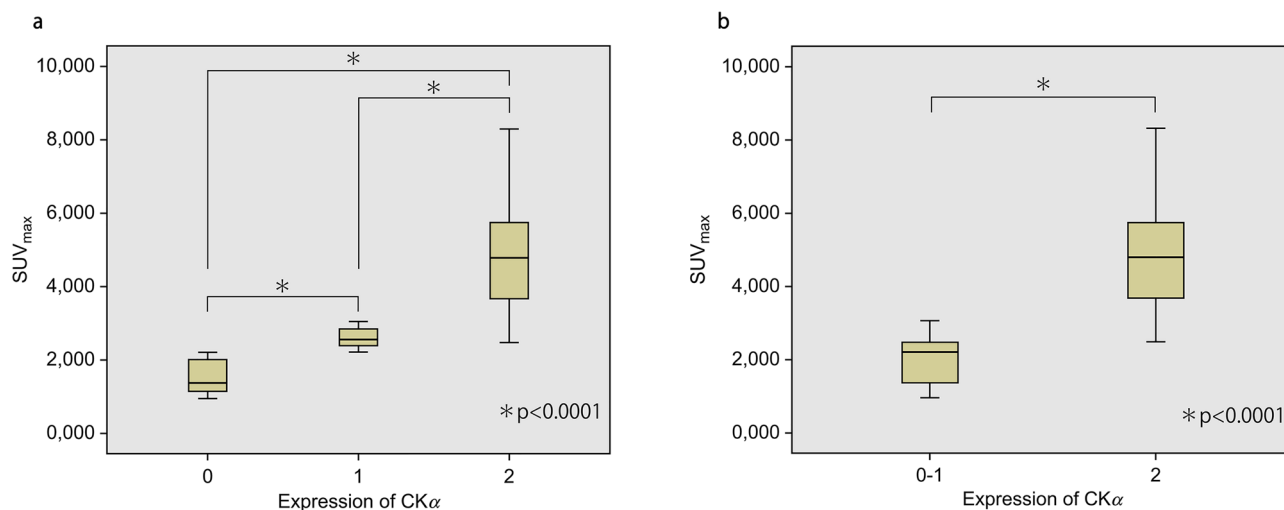 a
10,000
8,000
6,000
4,000
2,000
0,000
SUVmax
*
*
*
* p<0.0001
0 1 2
Expression of CKα
b
10,000
8,000
6,000
4,000
2,000
0,000
SUVmax
*
* p<0.0001
0-1 2
Expression of CKα